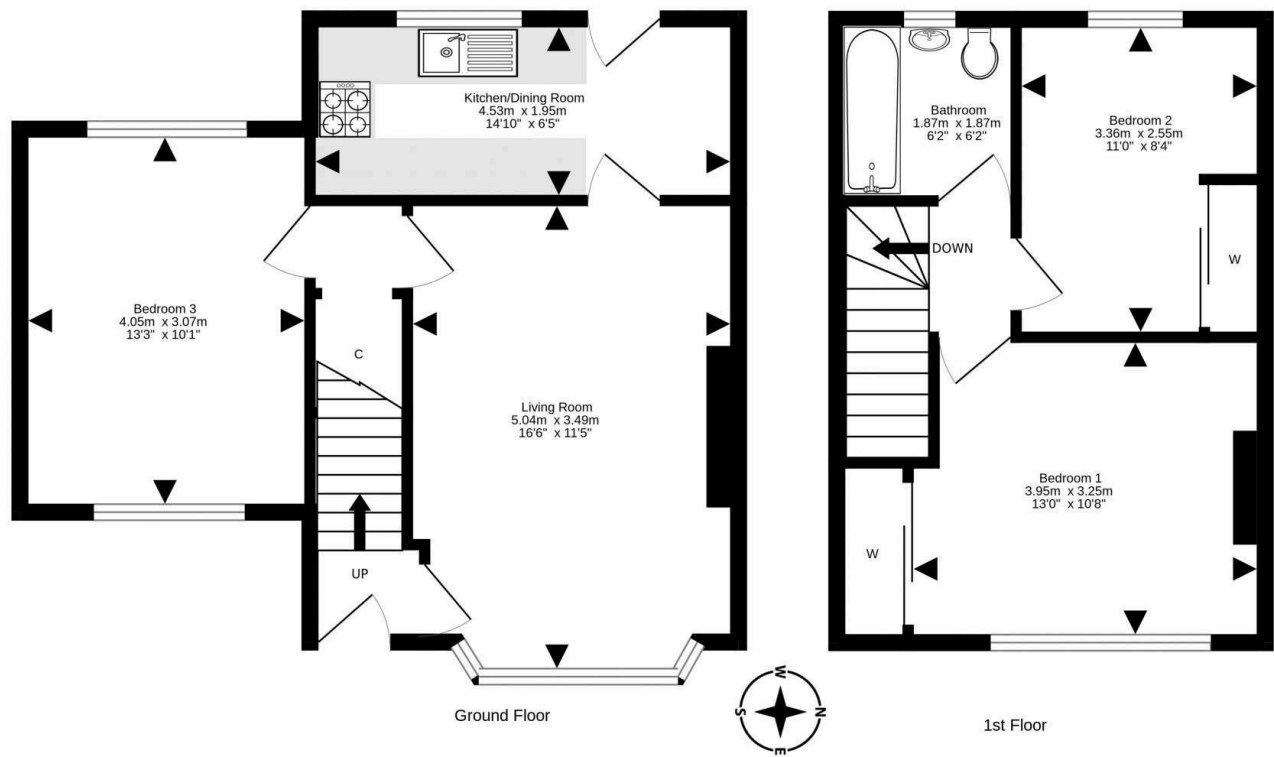 Kitchen/Dining Room
4.53m x 1.95m
14'10" x 6'5"
Bedroom 3
4.05m x 3.07m
13'3" x 10'1"
C
Living Room
5.04m x 3.49m
16'6" x 11'5"
UP
Ground Floor
Bathroom
1.87m x 1.87m
6'2" x 6'2"
Bedroom 2
3.36m x 2.55m
11'0" x 8'4"
DOWN
W
Bedroom 1
3.95m x 3.25m
13'0" x 10'8"
W
1st Floor
W
S
N
E